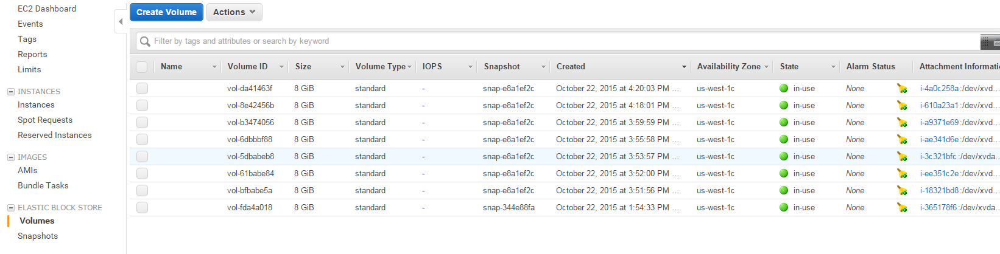 EC2 Dashboard
Events
Tags
Reports
Limits
INSTANCES
Instances
Spot Requests
Reserved Instances
IMAGES
AMIs
Bundle Tasks
ELASTIC BLOCK STORE
Volumes
Snapshots
Create Volume Actions
Filter by tags and attributes or search by keyword
Name Volume ID Size Volume Type IOPS Snapshot Created Availability Zone State Alarm Status Attachment Informatio
vol-da41463f 8 GiB standard - snap-e8a1ef2c October 22, 2015 at 4:20:03 PM ... us-west-1c in-use None i-4a0c258a:/dev/xvd...
vol-8e42456b 8 GiB standard - snap-e8a1ef2c October 22, 2015 at 4:18:01 PM ... us-west-1c in-use None i-610a23a1:/dev/xvd...
vol-b3474056 8 GiB standard - snap-e8a1ef2c October 22, 2015 at 3:59:59 PM ... us-west-1c in-use None i-a9371e69:/dev/xvd...
vol-6dbbbf88 8 GiB standard - snap-e8a1ef2c October 22, 2015 at 3:55:58 PM ... us-west-1c in-use None i-ae341d6e:/dev/xvd...
vol-5dbabeb8 8 GiB standard - snap-e8a1ef2c October 22, 2015 at 3:53:57 PM ... us-west-1c in-use None i-3c321bfc:/dev/xvda...
vol-61babe84 8 GiB standard - snap-e8a1ef2c October 22, 2015 at 3:52:00 PM ... us-west-1c in-use None i-ee351c2e:/dev/xvd...
vol-bfbabe5a 8 GiB standard - snap-e8a1ef2c October 22, 2015 at 3:51:56 PM ... us-west-1c in-use None i-18321bd8:/dev/xvd...
vol-fda4a018 8 GiB standard - snap-344e88fa October 22, 2015 at 1:54:33 PM ... us-west-1c in-use None i-365178f6:/dev/xvda...